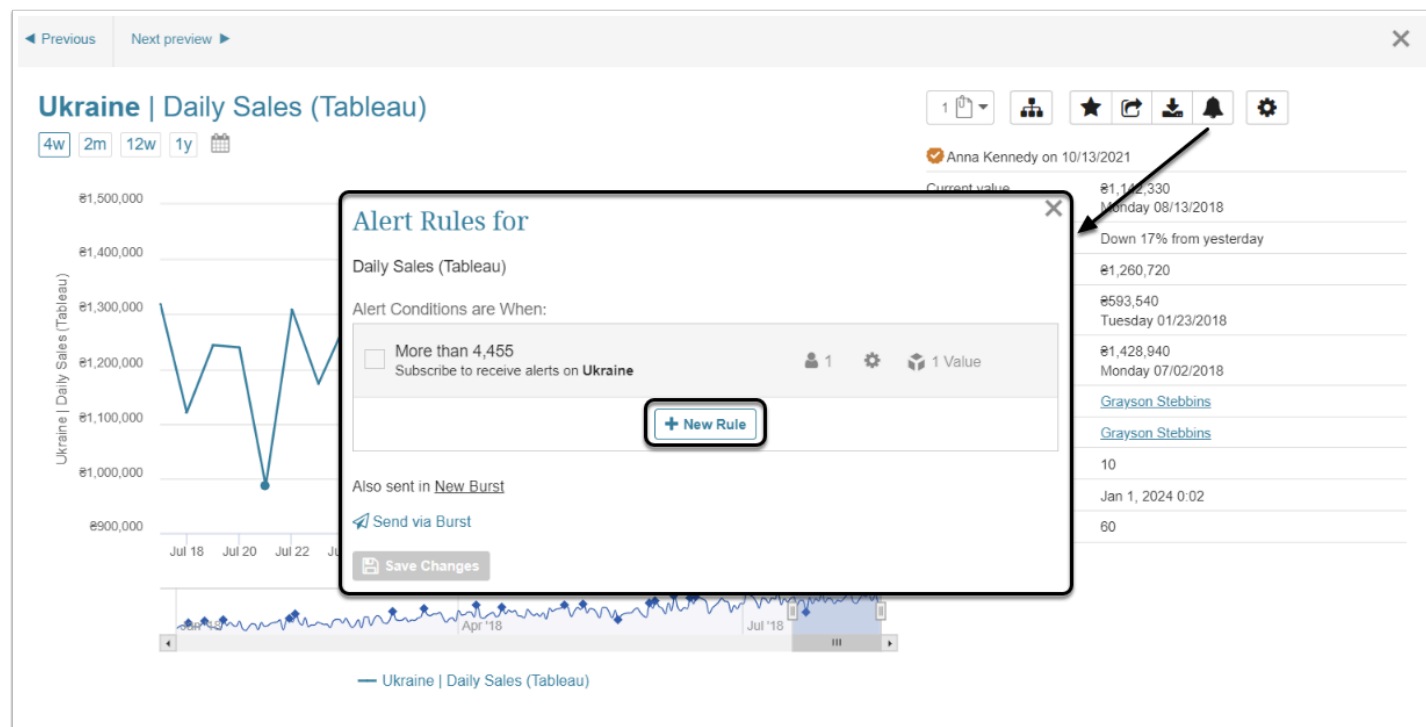 ◄ Previous Next preview ►
Ukraine | Daily Sales (Tableau)
1
4w 2m 12w 1y
Anna Kennedy on 10/13/2021
Current value ₴1,142,330
Monday 08/13/2018
Down 17% from yesterday
₴1,260,720
₴593,540
Tuesday 01/23/2018
₴1,428,940
Monday 07/02/2018
Grayson Stebbins
Grayson Stebbins
10
Jan 1, 2024 0:02
60
Ukraine | Daily Sales (Tableau)
₴1,500,000
₴1,400,000
₴1,300,000
₴1,200,000
₴1,100,000
₴1,000,000
₴900,000
Jul 18 Jul 20 Jul 22
Alert Rules for
Daily Sales (Tableau)
Alert Conditions are When:
More than 4,455
Subscribe to receive alerts on Ukraine
1 1 Value
+ New Rule
Also sent in New Burst
Send via Burst
Save Changes
Jan '18 Apr '18 Jul '18
Ukraine | Daily Sales (Tableau)